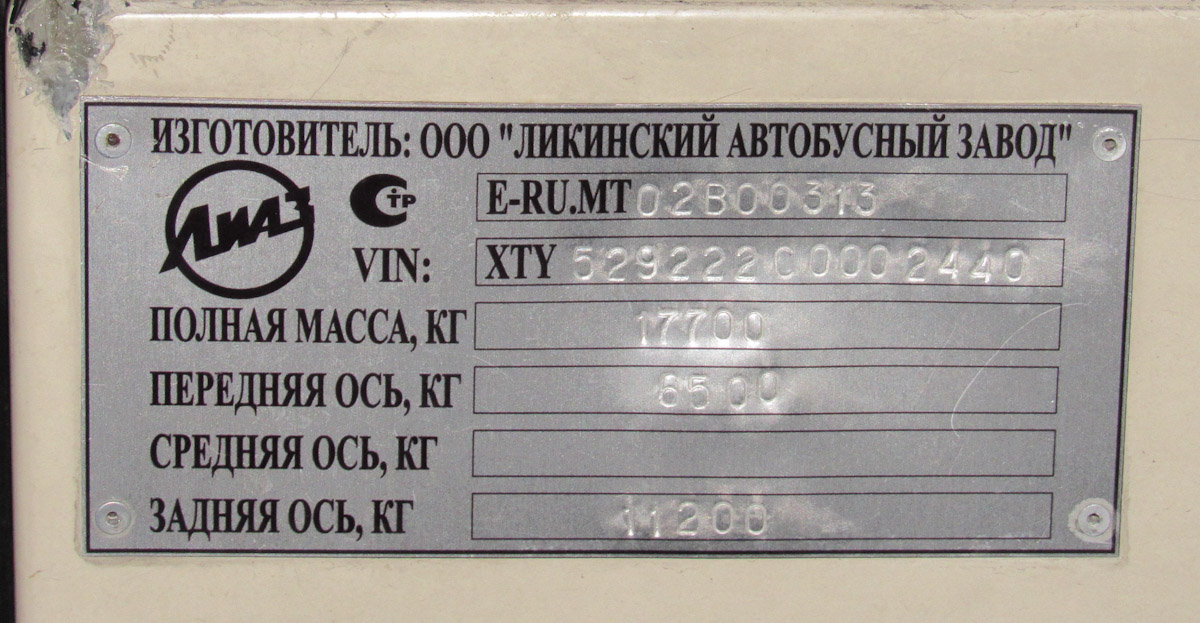 ИЗГОТОВИТЕЛЬ: ООО "ЛИКИНСКИЙ АВТОБУСНЫЙ ЗАВОД"
ЛИАЗ СТР E-RU.MT 02B00313
VIN: XTY 529222C0002440
ПОЛНАЯ МАССА, КГ 17700
ПЕРЕДНЯЯ ОСЬ, КГ 6500
СРЕДНЯЯ ОСЬ, КГ
ЗАДНЯЯ ОСЬ, КГ 11200